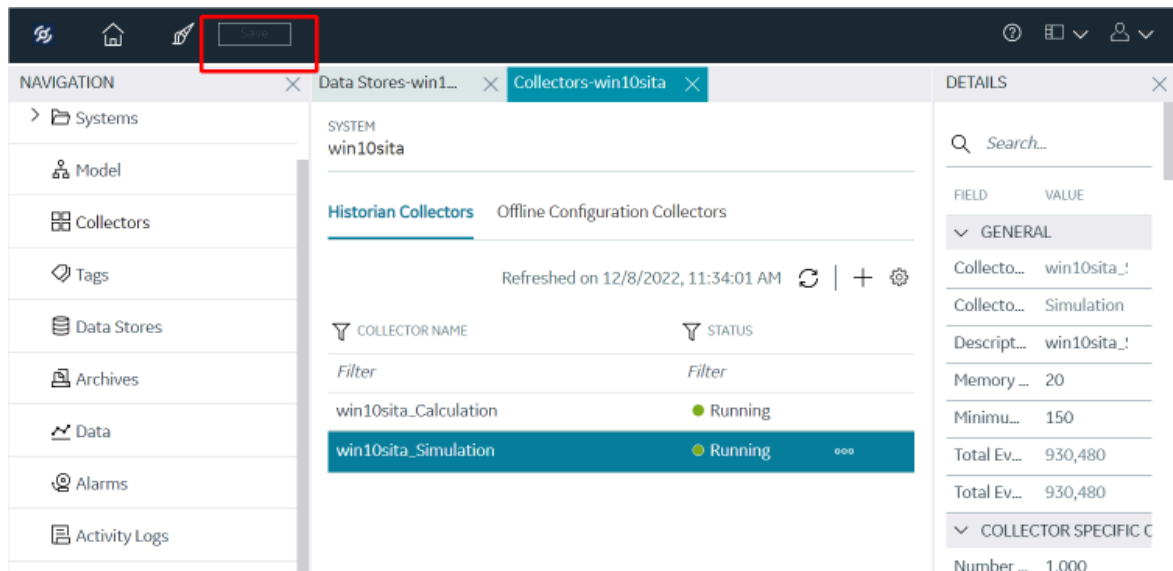 Save
NAVIGATION
Systems
Model
Collectors
Tags
Data Stores
Archives
Data
Alarms
Activity Logs
Data Stores-win1...
Collectors-win10sita
SYSTEM
win10sita
Historian Collectors
Offline Configuration Collectors
Refreshed on 12/8/2022, 11:34:01 AM
COLLECTOR NAME STATUS
Filter Filter
win10sita_Calculation Running
win10sita_Simulation Running
DETAILS
Search...
FIELD VALUE
GENERAL
Collecto... win10sita_
Collecto... Simulation
Descript... win10sita_
Memory ... 20
Minimu... 150
Total Ev... 930,480
Total Ev... 930,480
COLLECTOR SPECIFIC C
Number ... 1,000